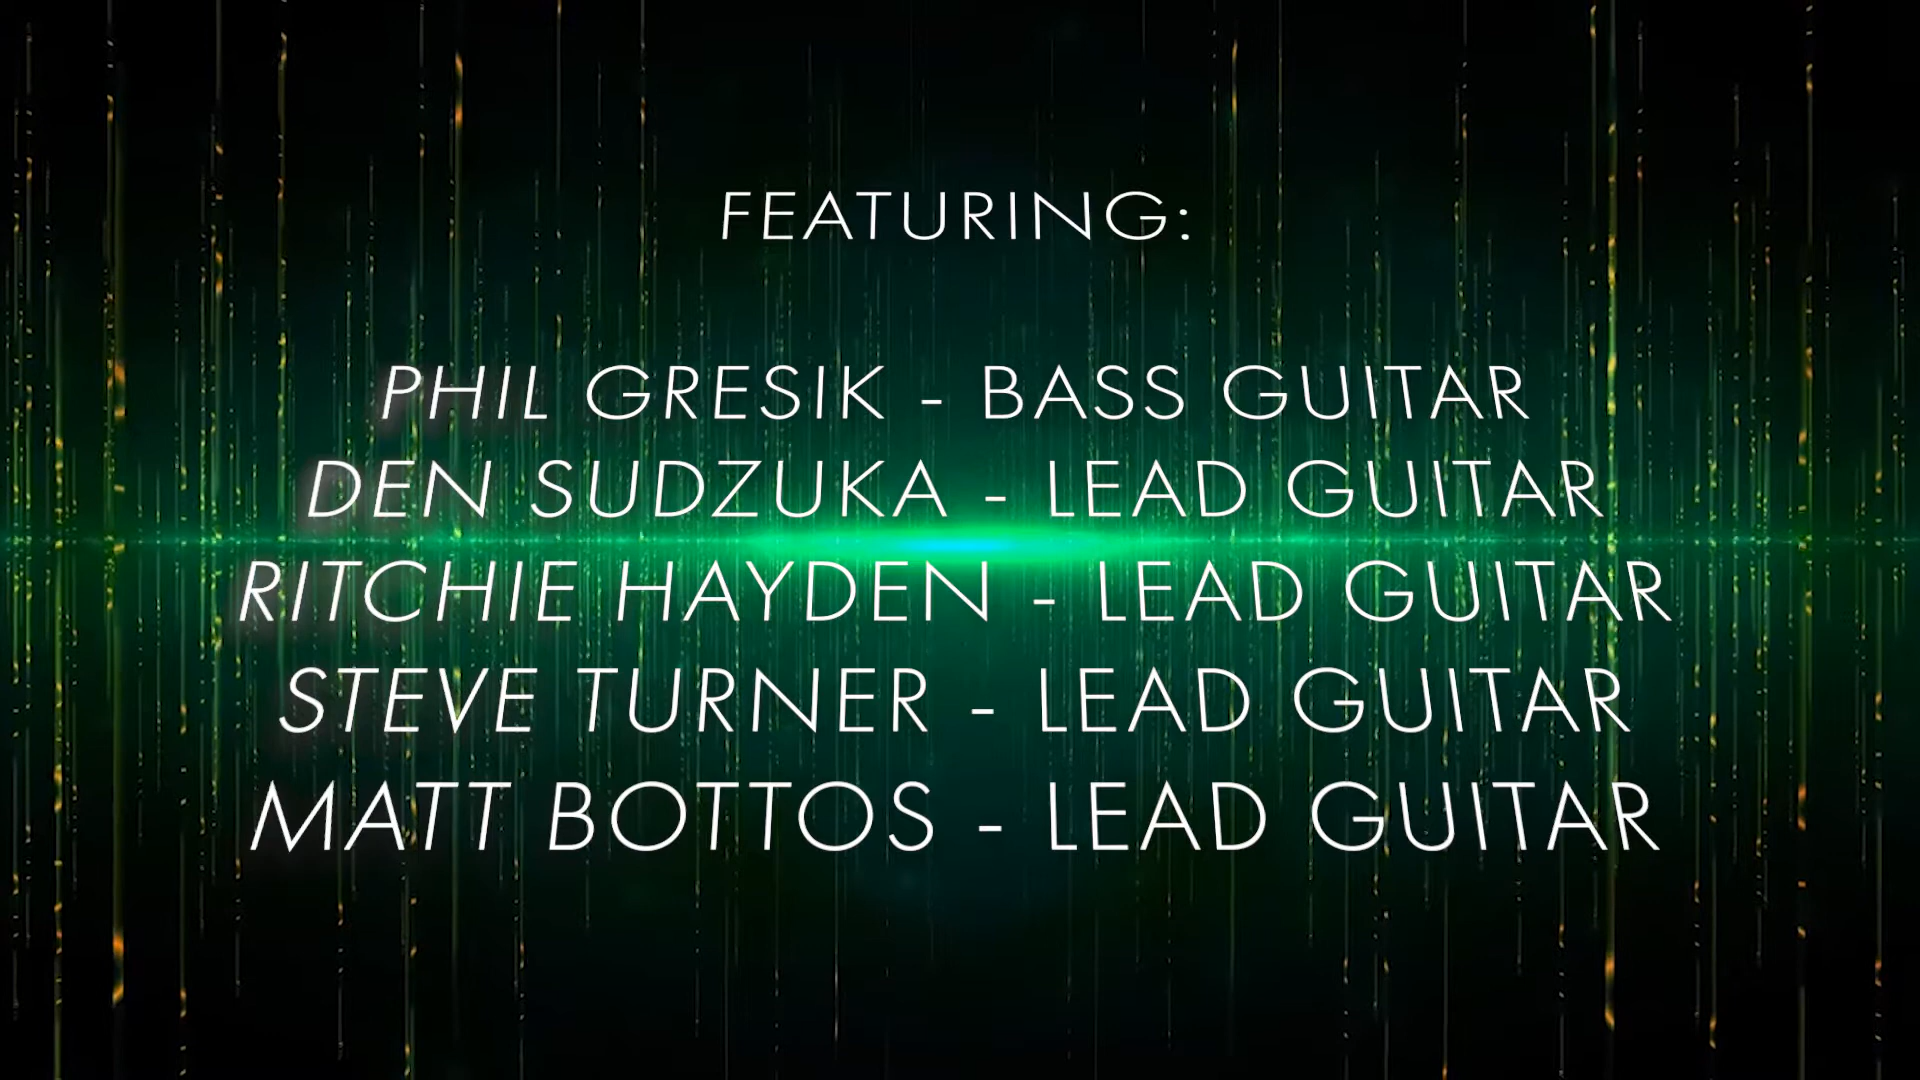 FEATURING:
PHIL GRESIK - BASS GUITAR
DEN SUDZUKA - LEAD GUITAR
RITCHIE HAYDEN - LEAD GUITAR
STEVE TURNER - LEAD GUITAR
MATT BOTTOS - LEAD GUITAR